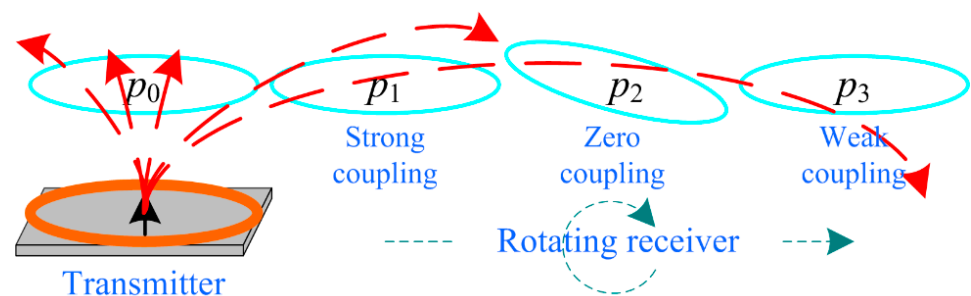 p0 p1 p2 p3
Strong
coupling
Zero
coupling
Weak
coupling
Rotating receiver
Transmitter